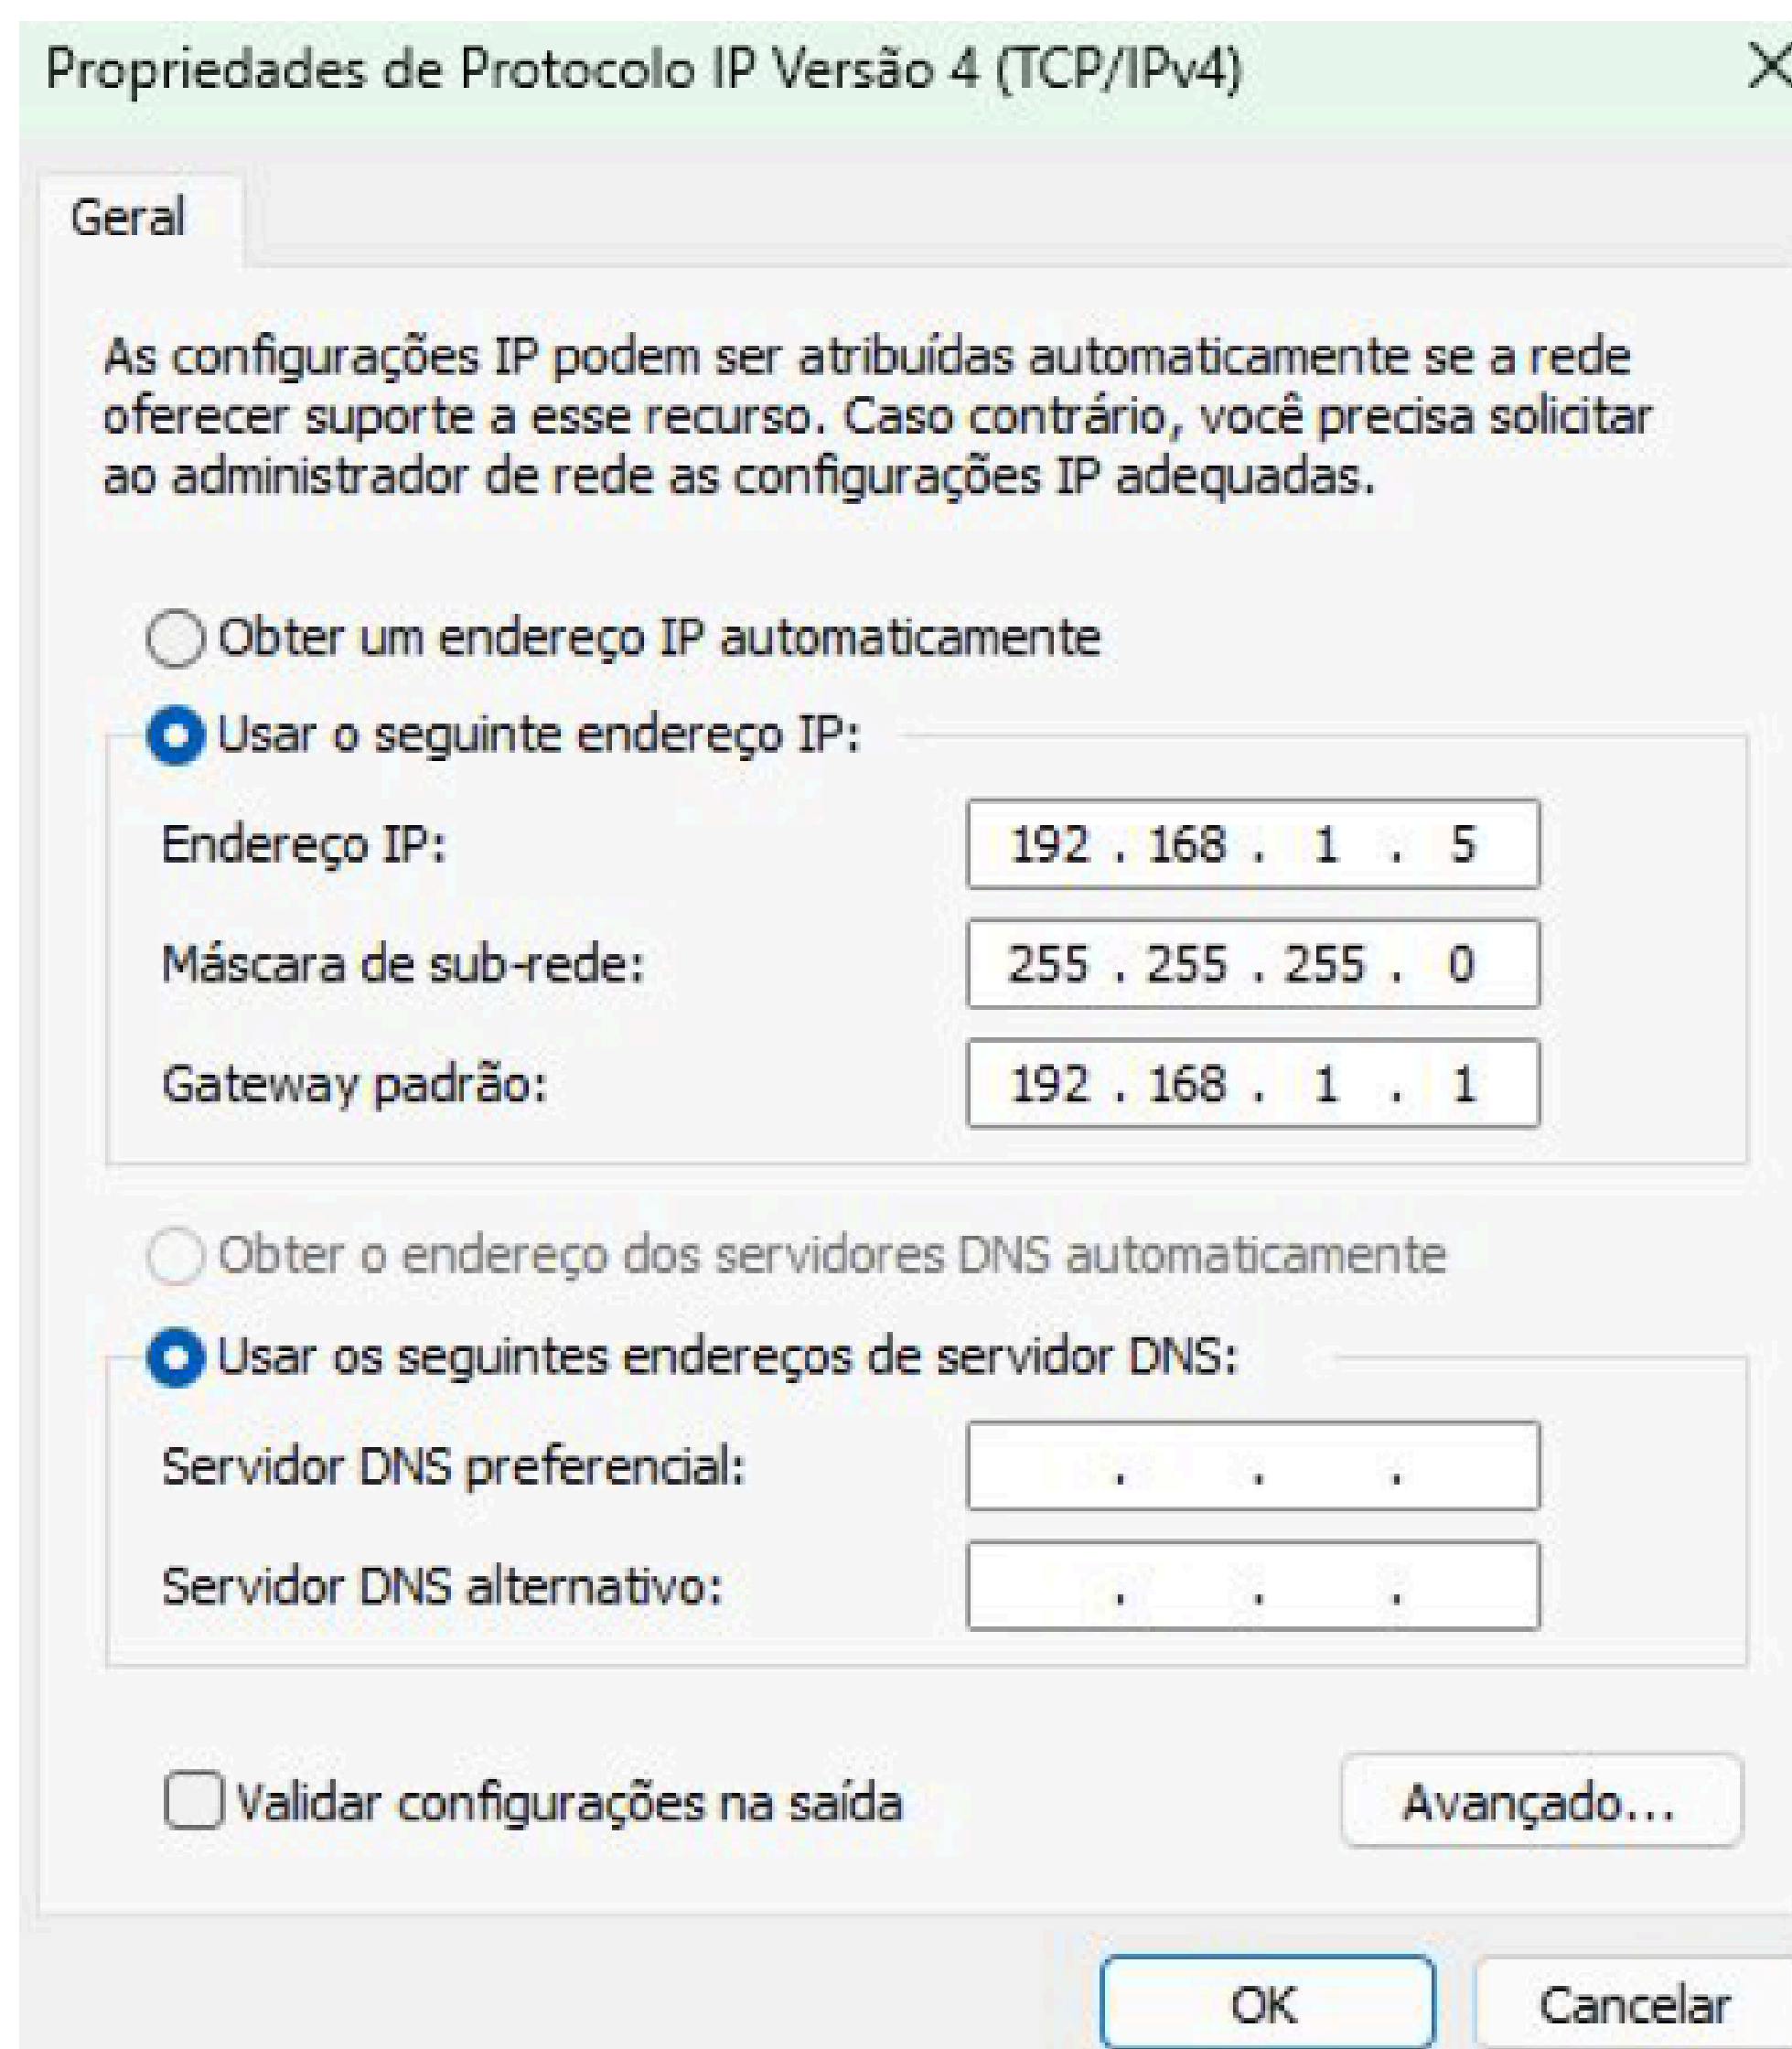 Propriedades de Protocolo IP Versão 4 (TCP/IPv4)
Geral
As configurações IP podem ser atribuídas automaticamente se a rede
oferecer suporte a esse recurso. Caso contrário, você precisa solicitar
ao administrador de rede as configurações IP adequadas.
Obter um endereço IP automaticamente
Usar o seguinte endereço IP:
Endereço IP: 192 . 168 . 1 . 5
Máscara de sub-rede: 255 . 255 . 255 . 0
Gateway padrão: 192 . 168 . 1 . 1
Obter o endereço dos servidores DNS automaticamente
Usar os seguintes endereços de servidor DNS:
Servidor DNS preferencial: . . .
Servidor DNS alternativo: . . .
Validar configurações na saída Avançado...
OK Cancelar